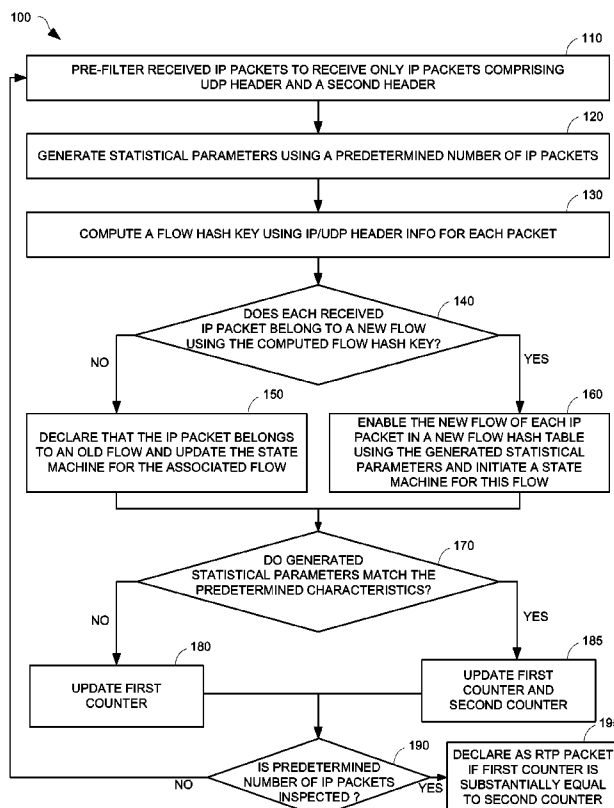 100
110
PRE-FILTER RECEIVED IP PACKETS TO RECEIVE ONLY IP PACKETS COMPRISING
UDP HEADER AND A SECOND HEADER
120
GENERATE STATISTICAL PARAMETERS USING A PREDETERMINED NUMBER OF IP PACKETS
130
COMPUTE A FLOW HASH KEY USING IP/UDP HEADER INFO FOR EACH PACKET
140
DOES EACH RECEIVED
IP PACKET BELONG TO A NEW FLOW
USING THE COMPUTED FLOW HASH KEY?
NO
YES
150
DECLARE THAT THE IP PACKET BELONGS
TO AN OLD FLOW AND UPDATE THE STATE
MACHINE FOR THE ASSOCIATED FLOW
160
ENABLE THE NEW FLOW OF EACH IP
PACKET IN A NEW FLOW HASH TABLE
USING THE GENERATED STATISTICAL
PARAMETERS AND INITIATE A STATE
MACHINE FOR THIS FLOW
170
DO GENERATED
STATISTICAL PARAMETERS MATCH THE
PREDETERMINED CHARACTERISTICS?
NO
YES
180
UPDATE FIRST
COUNTER
185
UPDATE FIRST
COUNTER AND
SECOND COUNTER
190
IS PREDETERMINED
NUMBER OF IP PACKETS
INSPECTED ?
NO
YES
DECLARE AS RTP PACKET
IF FIRST COUNTER IS
SUBSTANTIALLY EQUAL
TO SECOND COUNTER